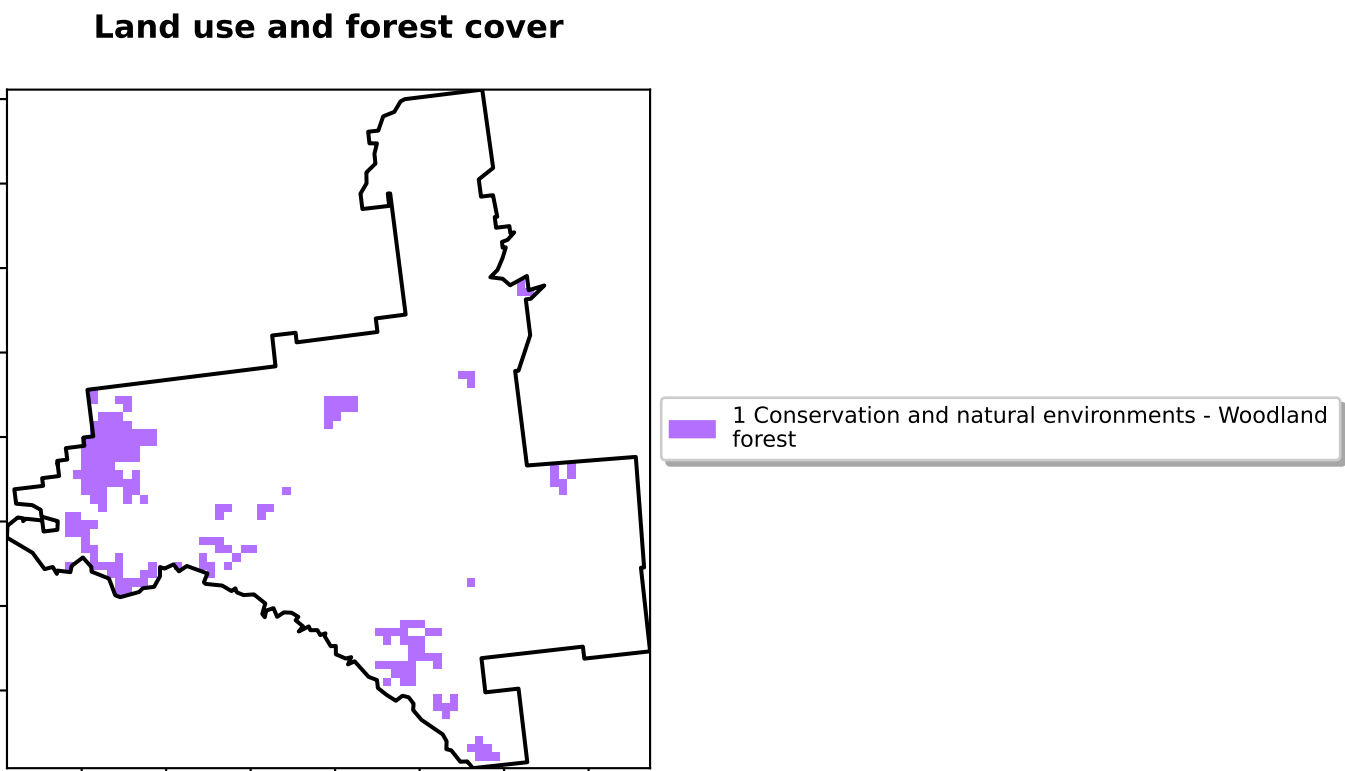 Land use and forest cover
1 Conservation and natural environments - Woodland
forest